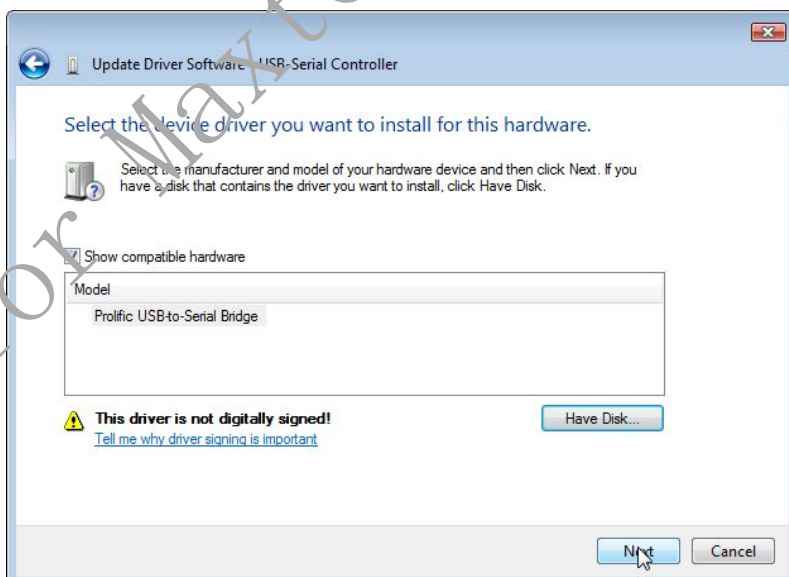 Update Driver Software - USB-Serial Controller
Select the device driver you want to install for this hardware.
Select the manufacturer and model of your hardware device and then click Next. If you
have a disk that contains the driver you want to install, click Have Disk.
Show compatible hardware
Model
Prolific USB-to-Serial Bridge
This driver is not digitally signed!
Have Disk...
Tell me why driver signing is important
Next
Cancel
or Maxt